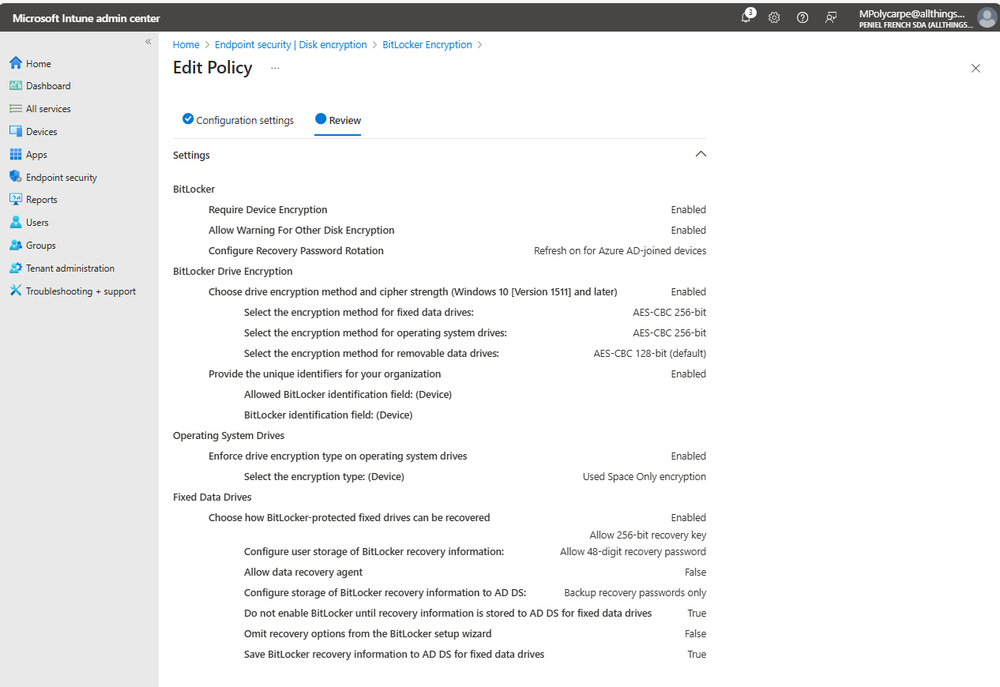 Microsoft Intune admin center
3
MPolycarpe@allthings...
PENIEL FRENCH SDA (ALLTHINGS...
«
Home > Endpoint security | Disk encryption > BitLocker Encryption >
Edit Policy ...
Home
Dashboard
All services
Devices
Apps
Endpoint security
Reports
Users
Groups
Tenant administration
Troubleshooting + support
Configuration settings Review
Settings
BitLocker
Require Device Encryption Enabled
Allow Warning For Other Disk Encryption Enabled
Configure Recovery Password Rotation Refresh on for Azure AD-joined devices
BitLocker Drive Encryption
Choose drive encryption method and cipher strength (Windows 10 [Version 1511] and later) Enabled
Select the encryption method for fixed data drives: AES-CBC 256-bit
Select the encryption method for operating system drives: AES-CBC 256-bit
Select the encryption method for removable data drives: AES-CBC 128-bit (default)
Provide the unique identifiers for your organization Enabled
Allowed BitLocker identification field: (Device)
BitLocker identification field: (Device)
Operating System Drives
Enforce drive encryption type on operating system drives Enabled
Select the encryption type: (Device) Used Space Only encryption
Fixed Data Drives
Choose how BitLocker-protected fixed drives can be recovered Enabled
Allow 256-bit recovery key
Configure user storage of BitLocker recovery information: Allow 48-digit recovery password
Allow data recovery agent False
Configure storage of BitLocker recovery information to AD DS: Backup recovery passwords only
Do not enable BitLocker until recovery information is stored to AD DS for fixed data drives True
Omit recovery options from the BitLocker setup wizard False
Save BitLocker recovery information to AD DS for fixed data drives True